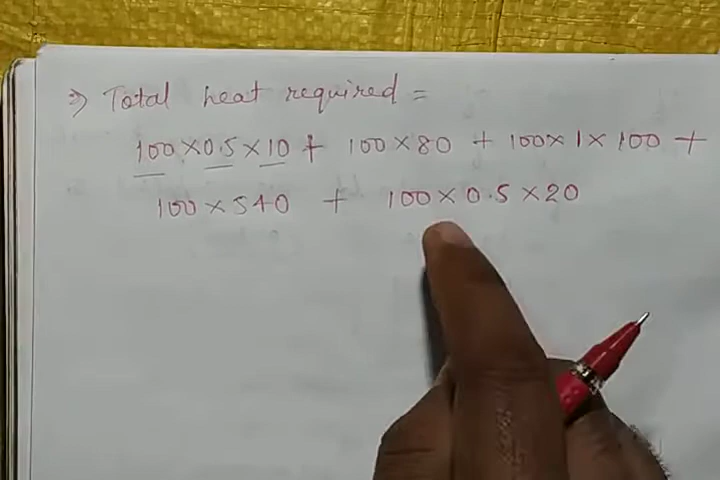 ⇒ Total heat required =
100 × 0.5 × 10 + 100 × 80 + 100 × 1 × 100 +
100 × 540 + 100 × 0.5 × 20